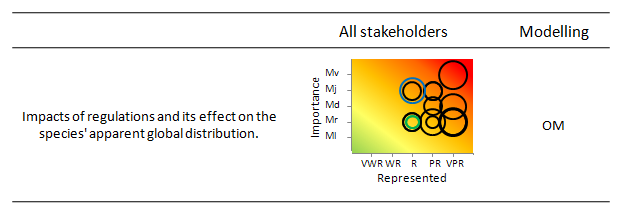 All stakeholders
Modelling
Impacts of regulations and its effect on the
species' apparent global distribution.
Importance
Mv
Mj
Md
Mr
Ml
VWR WR R PR VPR
Represented
OM